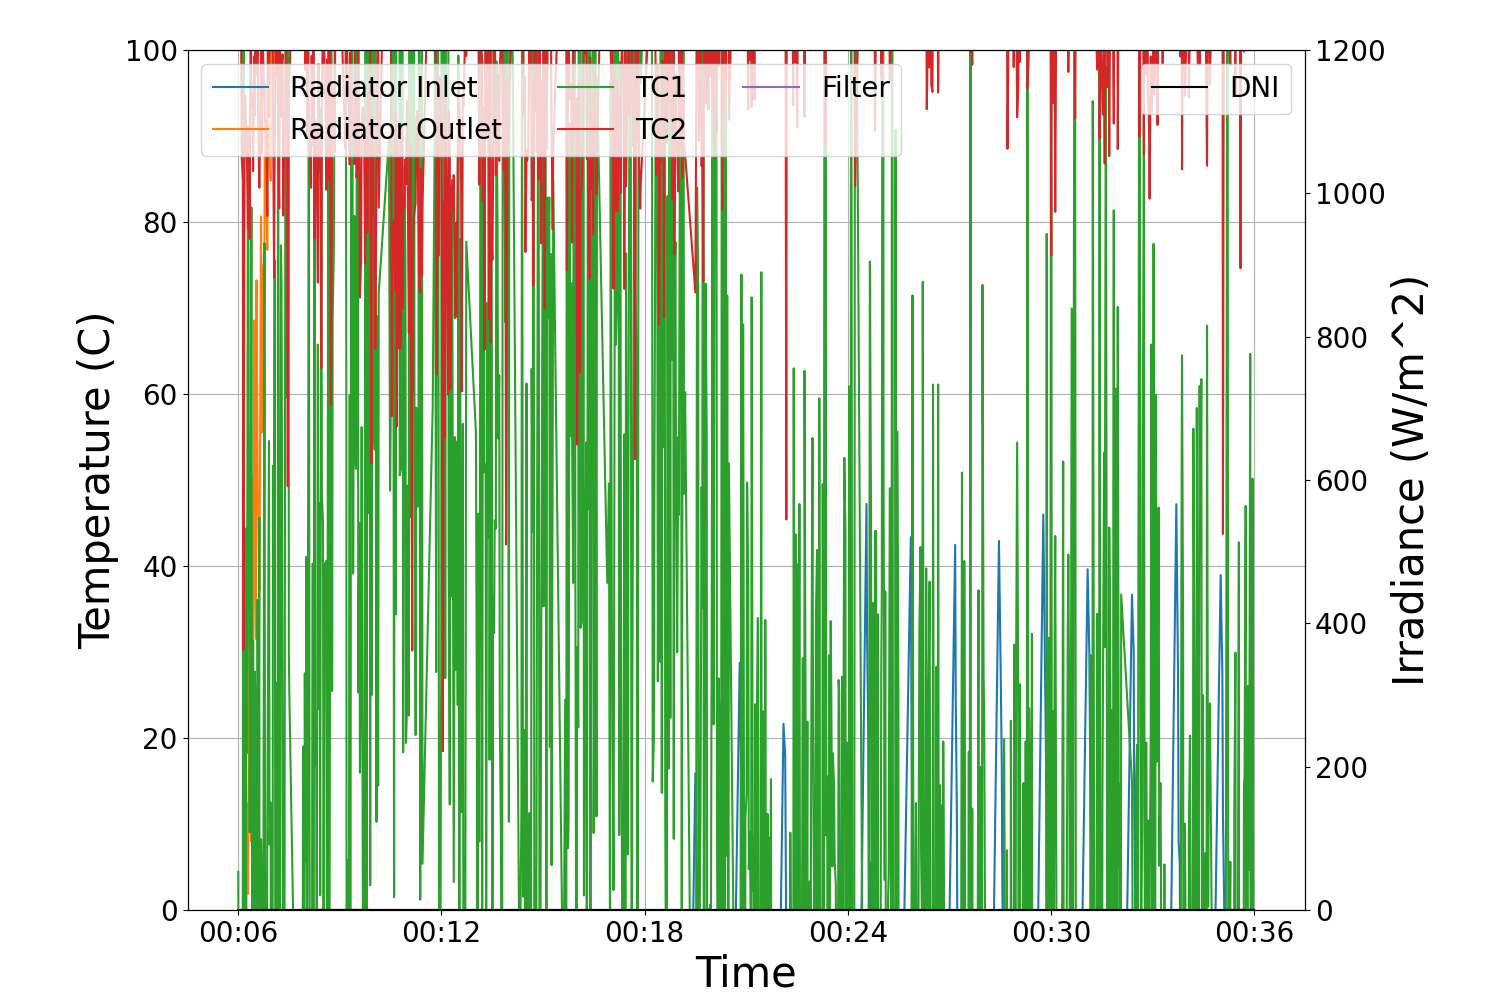 100
80
60
40
20
0
Temperature (C)
Radiator Inlet
Radiator Outlet
TC1
TC2
Filter
DNI
1200
1000
800
600
400
200
0
Irradiance (W/m^2)
00:06 00:12 00:18 00:24 00:30 00:36
Time